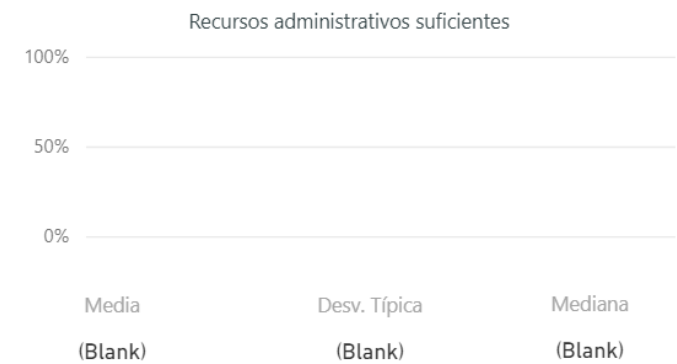 Recursos administrativos suficientes
100%
50%
0%
Media Desv. Típica Mediana
(Blank) (Blank) (Blank)